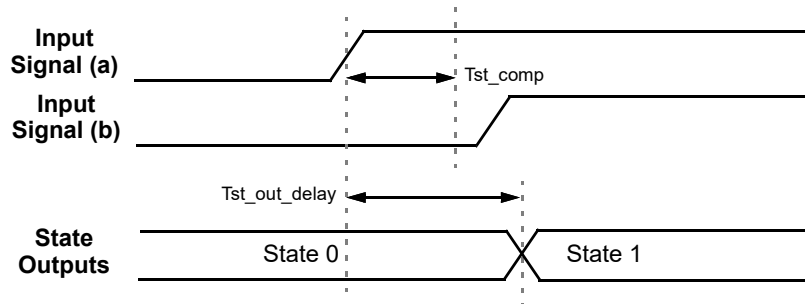 Input
Signal (a)
Tst_comp
Input
Signal (b)
Tst_out_delay
State
Outputs
State 0
State 1